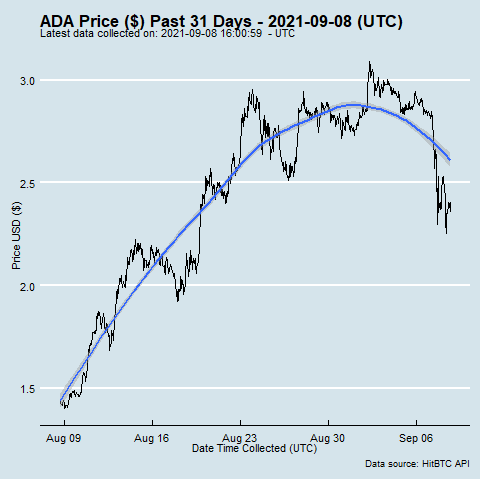 ADA Price ($) Past 31 Days - 2021-09-08 (UTC)
Latest data collected on: 2021-09-08 16:00:59 - UTC
3.0
2.5
2.0
1.5
Price USD ($)
Aug 09 Aug 16 Aug 23 Aug 30 Sep 06
Date Time Collected (UTC)
Data source: HitBTC API